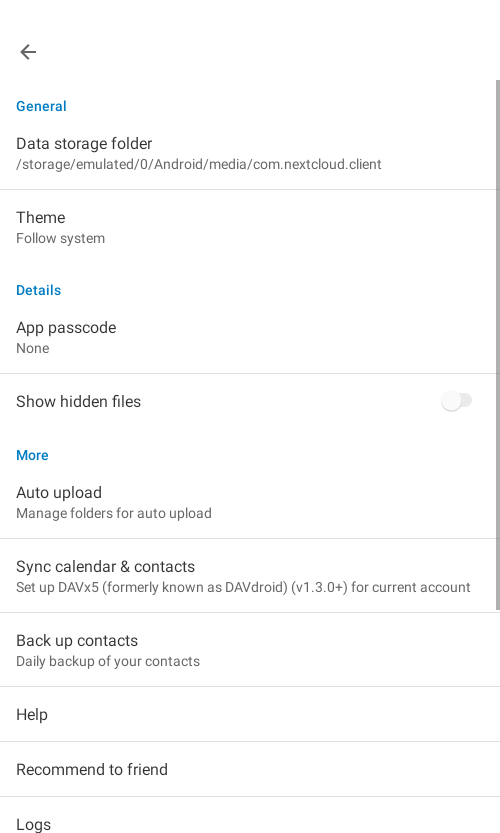 General
Data storage folder
/storage/emulated/0/Android/media/com.nextcloud.client
Theme
Follow system
Details
App passcode
None
Show hidden files
More
Auto upload
Manage folders for auto upload
Sync calendar & contacts
Set up DAVx5 (formerly known as DAVdroid) (v1.3.0+) for current account
Back up contacts
Daily backup of your contacts
Help
Recommend to friend
Logs